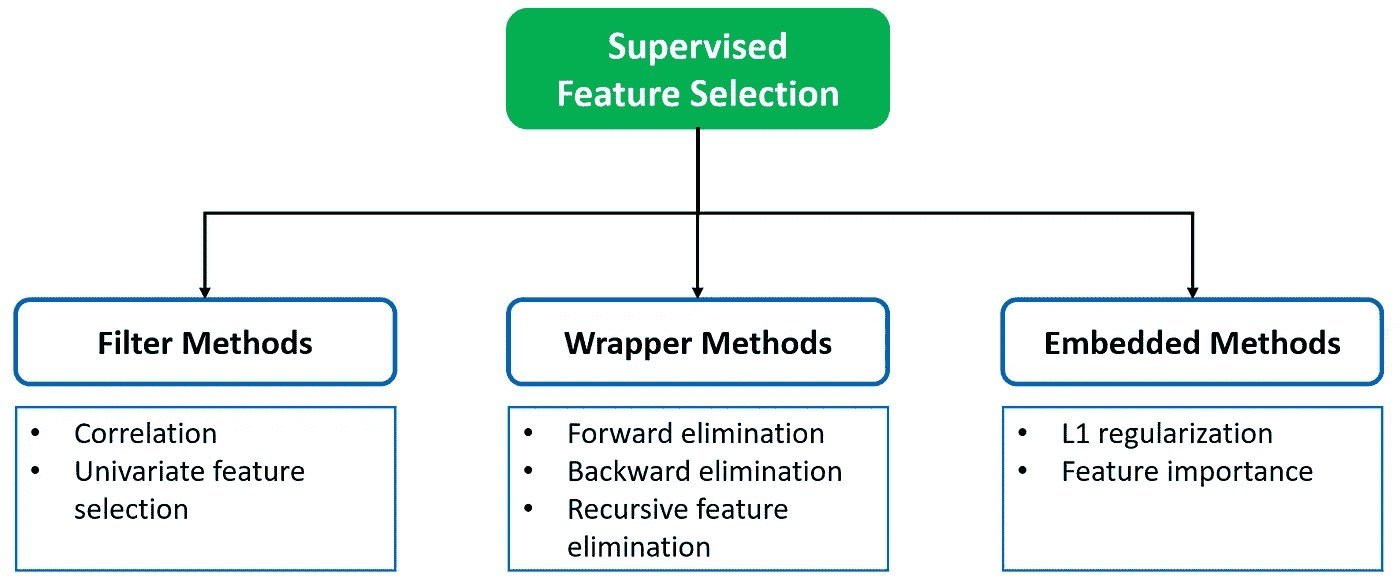 Supervised
Feature Selection
Filter Methods
• Correlation
• Univariate feature
selection
Wrapper Methods
• Forward elimination
• Backward elimination
• Recursive feature
elimination
Embedded Methods
• L1 regularization
• Feature importance